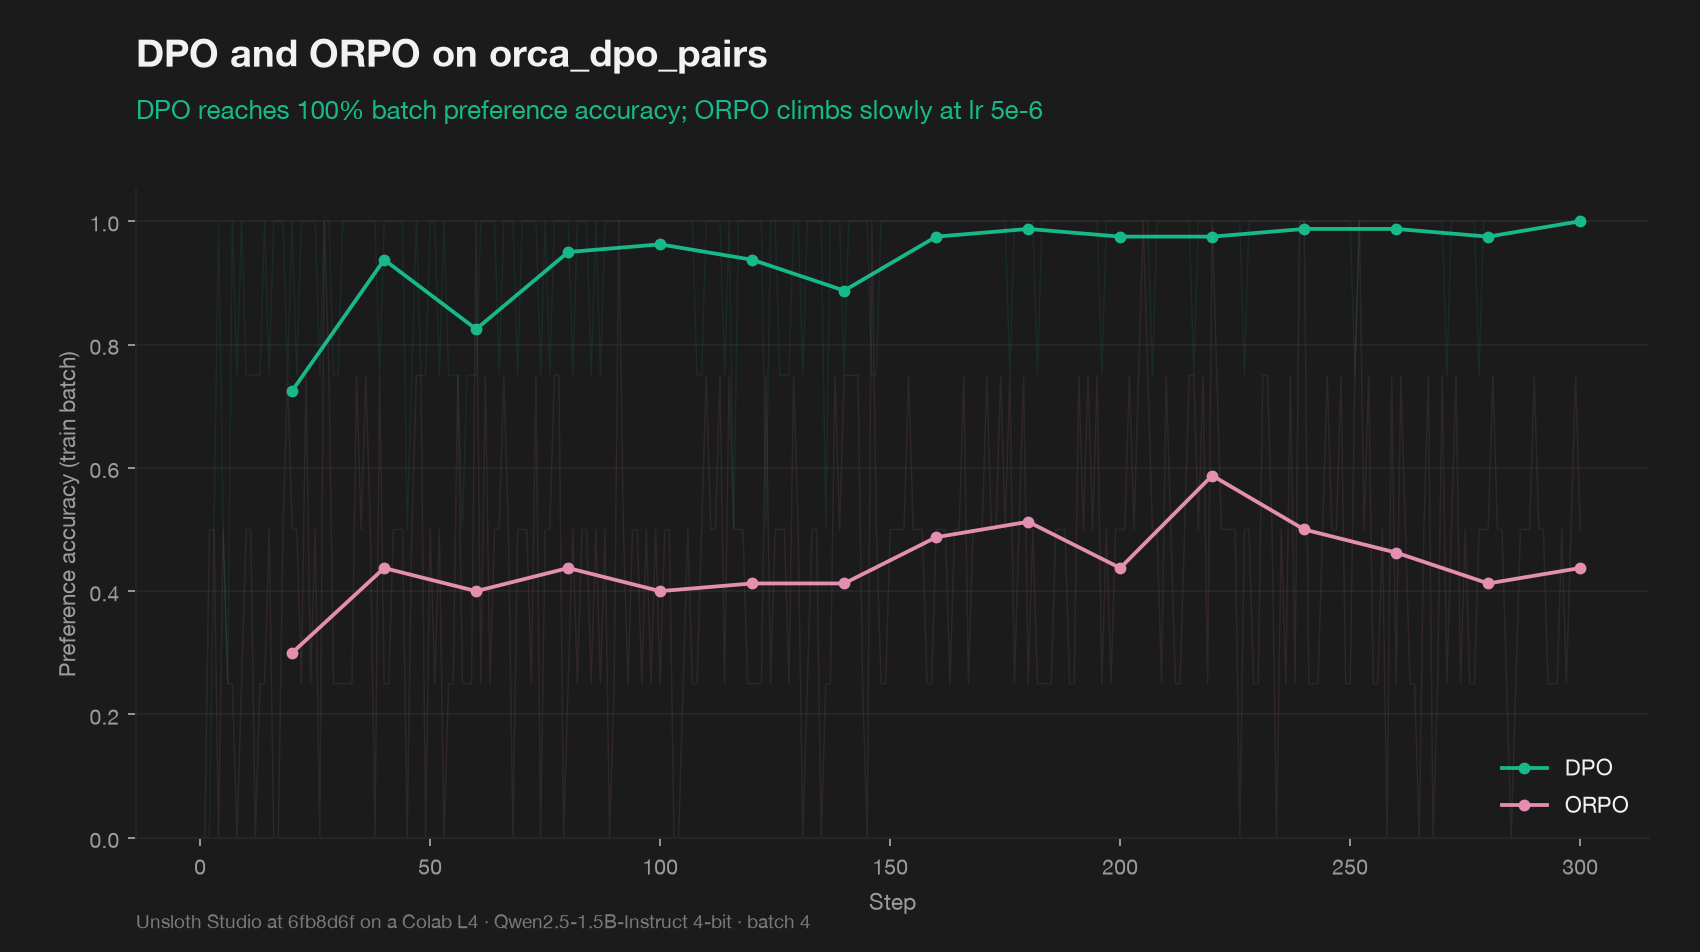 DPO and ORPO on orca_dpo_pairs
DPO reaches 100% batch preference accuracy; ORPO climbs slowly at lr 5e-6
Preference accuracy (train batch)
1.0
0.8
0.6
0.4
0.2
0.0
DPO
ORPO
0 50 100 150 200 250 300
Step
Unsloth Studio at 6fb8d6f on a Colab L4 · Qwen2.5-1.5B-Instruct 4-bit · batch 4